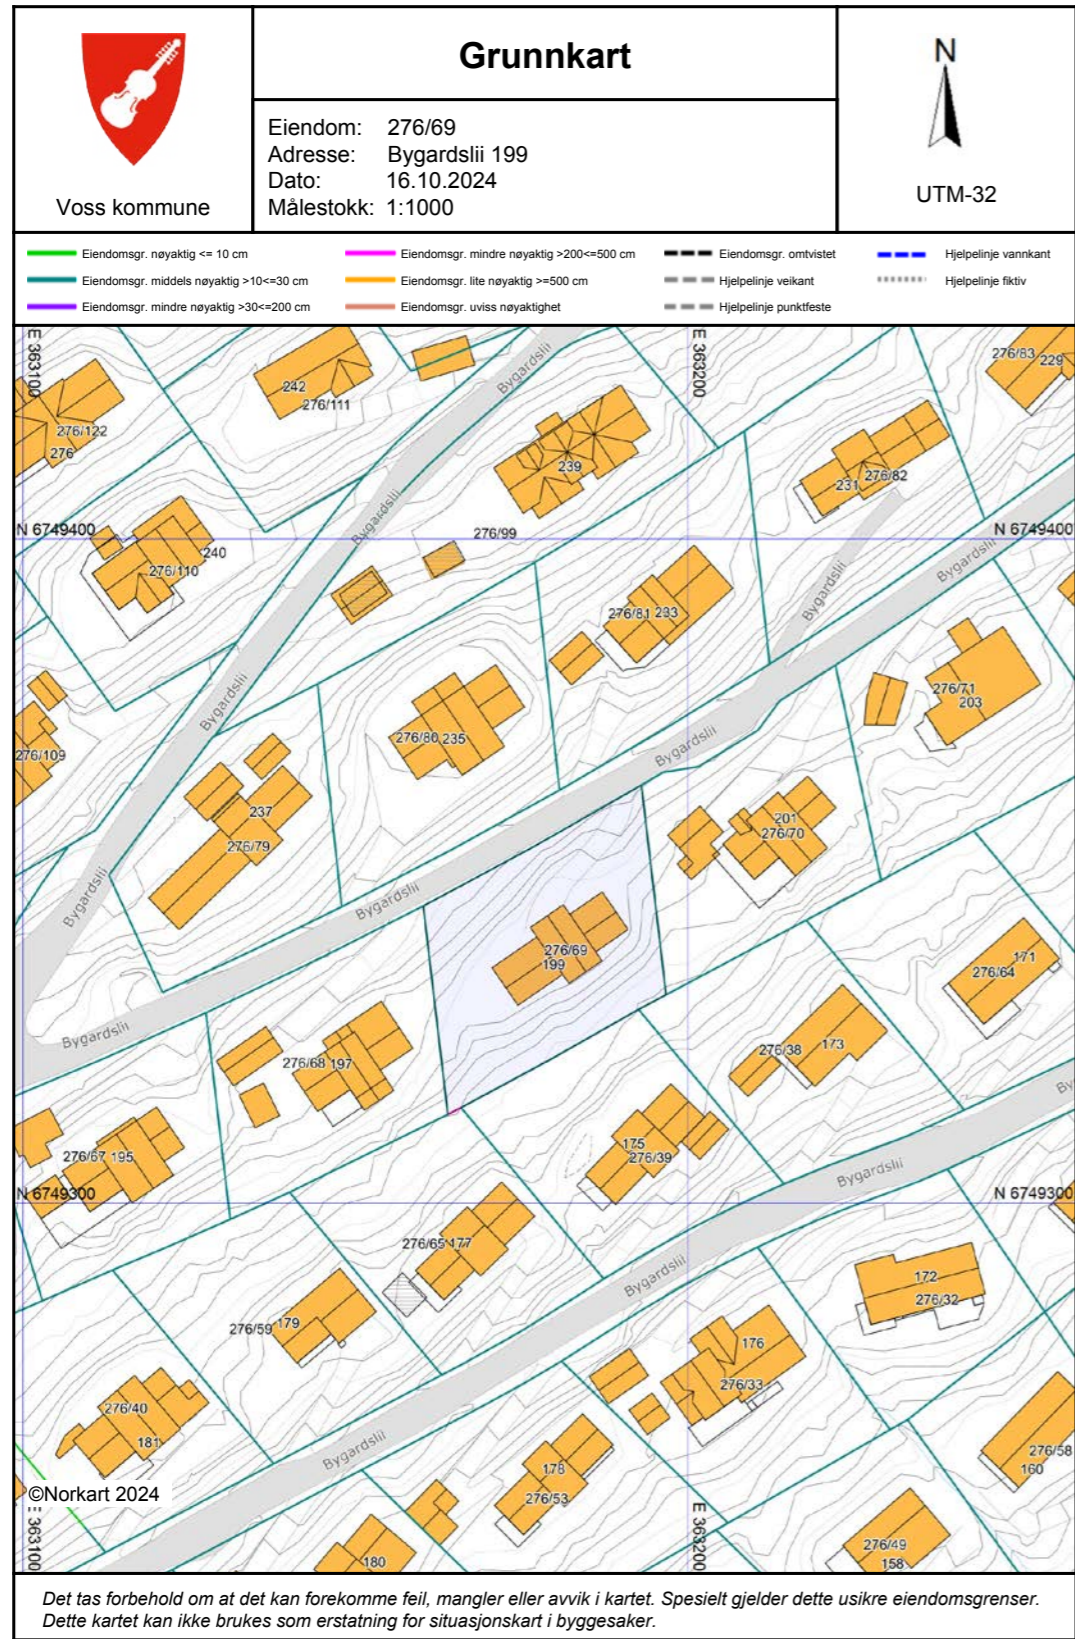 Voss kommune
Grunnkart
Eiendom: 276/69
Adresse: Bygardslii 199
Dato: 16.10.2024
Målestokk: 1:1000
N
UTM-32
Eiendomsgr. nøyaktig <= 10 cm
Eiendomsgr. mindre nøyaktig >200<=500 cm
Eiendomsgr. omtvistet
Hjelpelinje vannkant
Eiendomsgr. middels nøyaktig >10<=30 cm
Eiendomsgr. lite nøyaktig >=500 cm
Hjelpelinje veikant
Hjelpelinje fiktiv
Eiendomsgr. mindre nøyaktig >30<=200 cm
Eiendomsgr. uviss nøyaktighet
Hjelpelinje punktfeste
E 363100
E 363200
Bygardslii
276/83
229
242
276/111
276/122
276
239
231
276/82
Bygardslii
N 6749400
276/99
N 6749400
240
276/110
Bygardslii
Bygardslii
276/81 233
Bygardslii
276/71
203
276/109
276/80 235
Bygardslii
237
276/79
201
276/70
Bygardslii
Bygardslii
276/69
199
171
276/64
Bygardslii
276/68 197
276/38
173
By
175
276/39
276/67 195
Bygardslii
N 6749300
N 6749300
276/65 177
Bygardslii
172
276/32
276/59 179
176
276/33
276/40
181
Bygardslii
178
276/53
276/58
160
©Norkart 2024
E 363100
E 363200
180
276/49
158
Det tas forbehold om at det kan forekomme feil, mangler eller avvik i kartet. Spesielt gjelder dette usikre eiendomsgrenser.
Dette kartet kan ikke brukes som erstatning for situasjonskart i byggesaker.